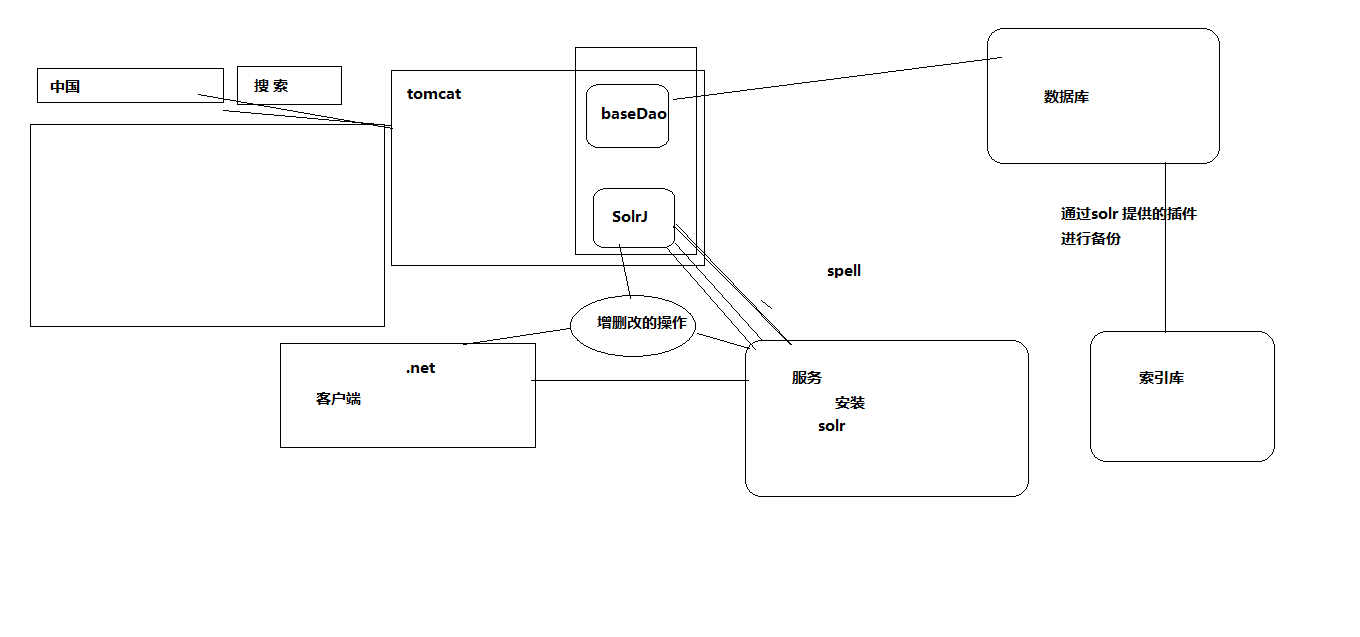 中国
搜 索
tomcat
baseDao
数据库
SolrJ
通过solr 提供的插件
进行备份
spell
增删改的操作
.net
客户端
服务
安装
solr
索引库